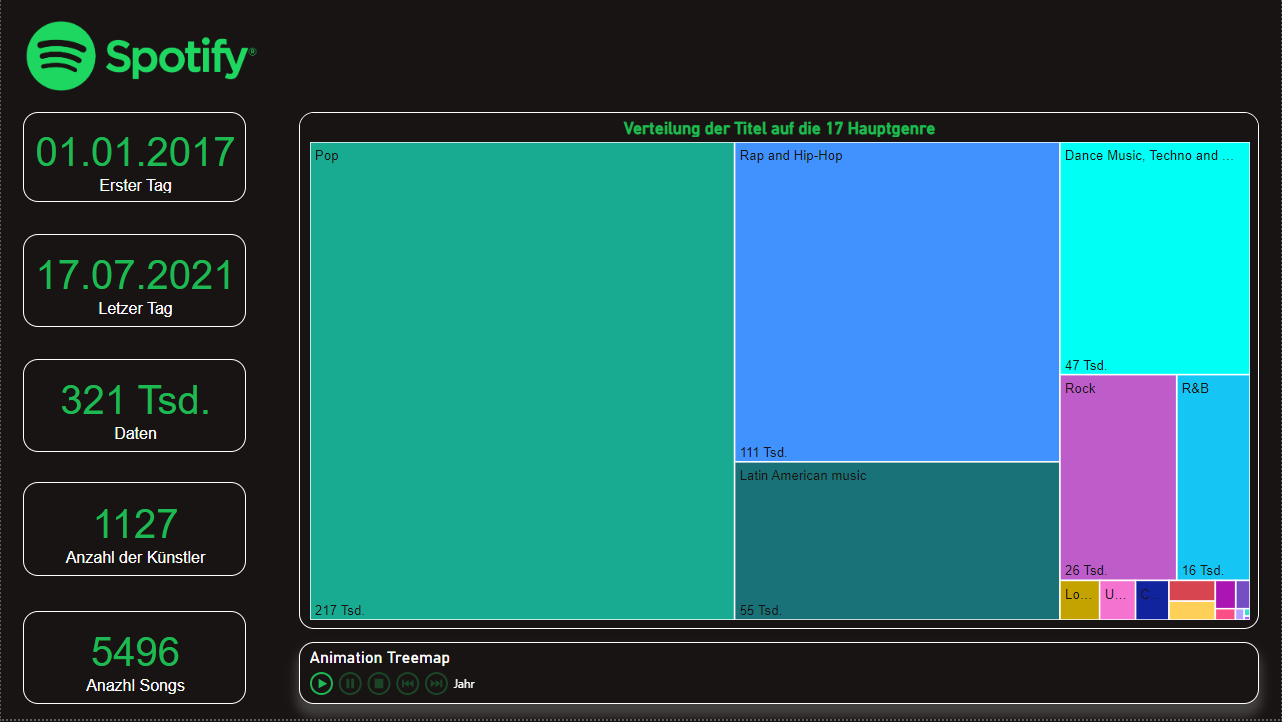 Spotify®
01.01.2017
Erster Tag
17.07.2021
Letzer Tag
321 Tsd.
Daten
1127
Anzahl der Künstler
5496
Anazhl Songs
Verteilung der Titel auf die 17 Hauptgenre
Pop
217 Tsd.
Rap and Hip-Hop
111 Tsd.
Latin American music
55 Tsd.
Dance Music, Techno and ...
47 Tsd.
Rock
26 Tsd.
R&B
16 Tsd.
Lo...
U...
C...
Animation Treemap
Jahr